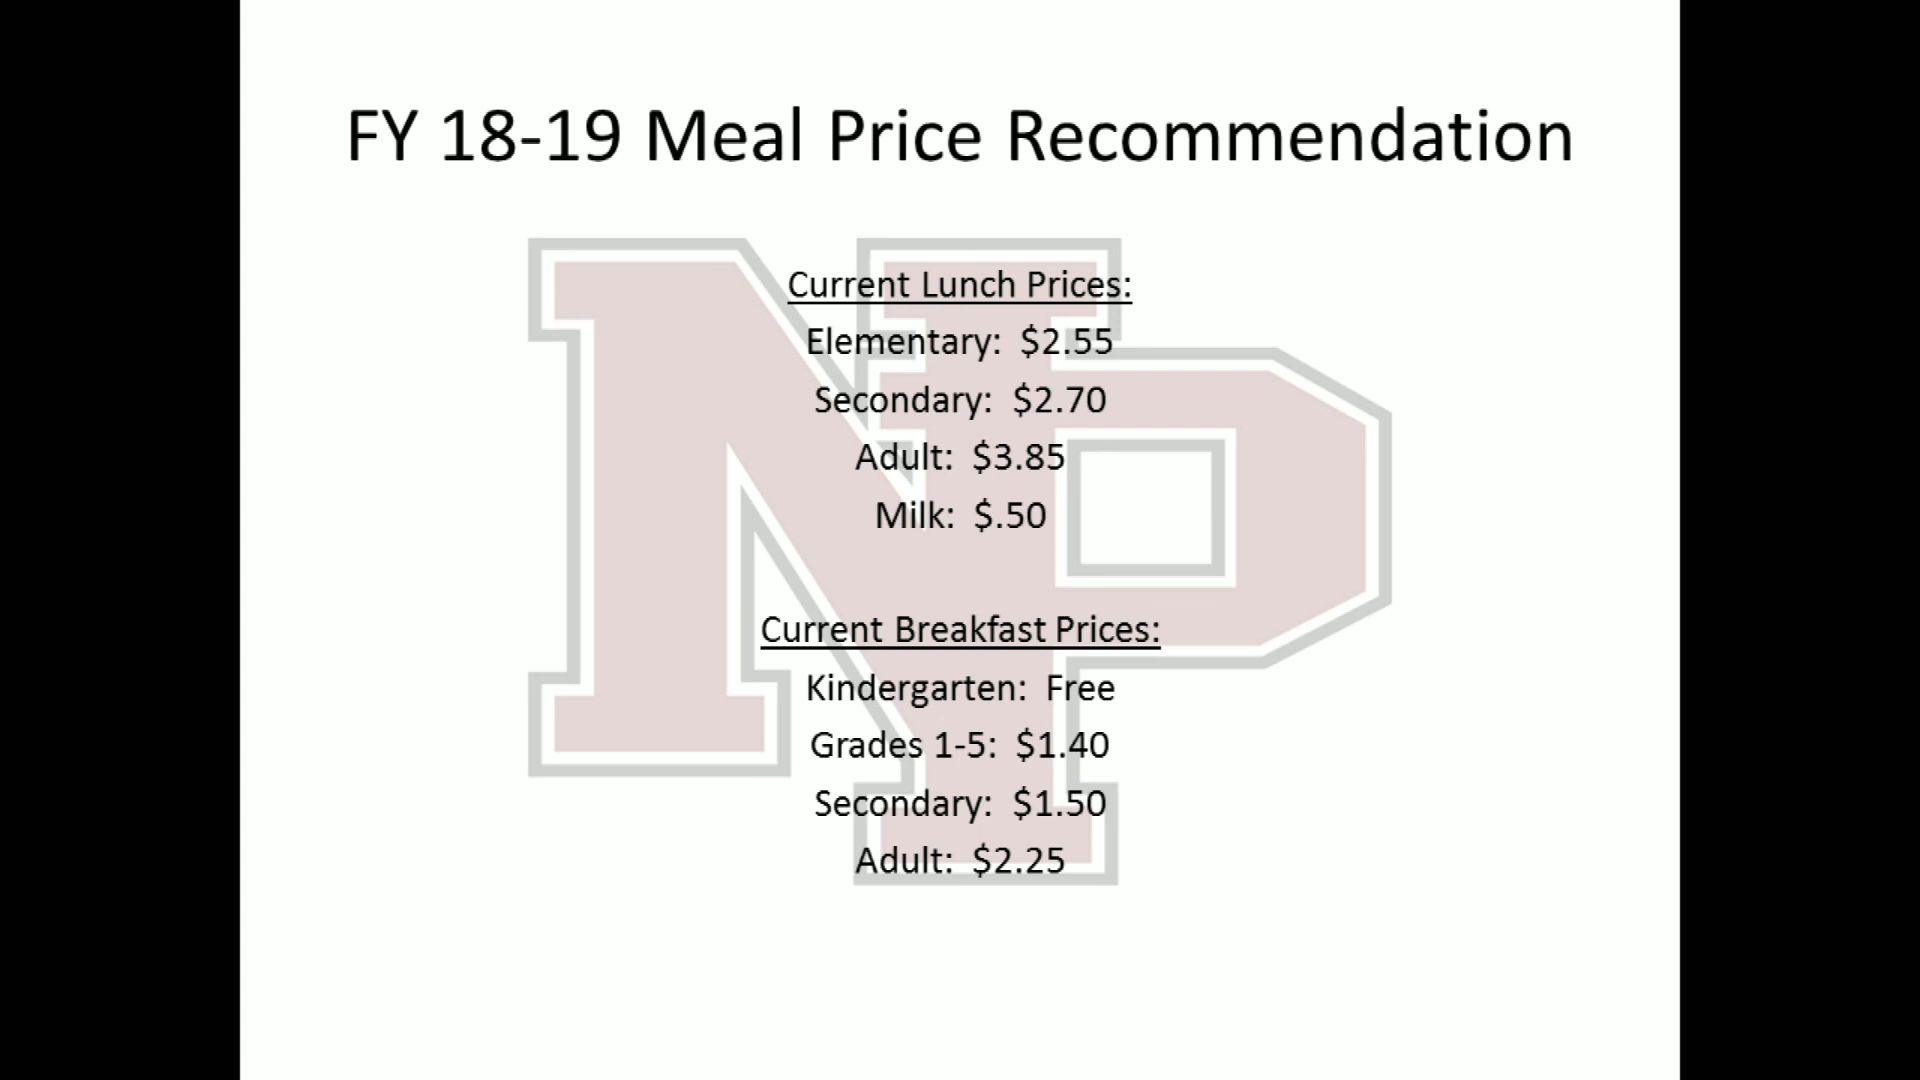 FY 18-19 Meal Price Recommendation
Current Lunch Prices:
Elementary: $2.55
Secondary: $2.70
Adult: $3.85
Milk: $.50
Current Breakfast Prices:
Kindergarten: Free
Grades 1-5: $1.40
Secondary: $1.50
Adult: $2.25
NP